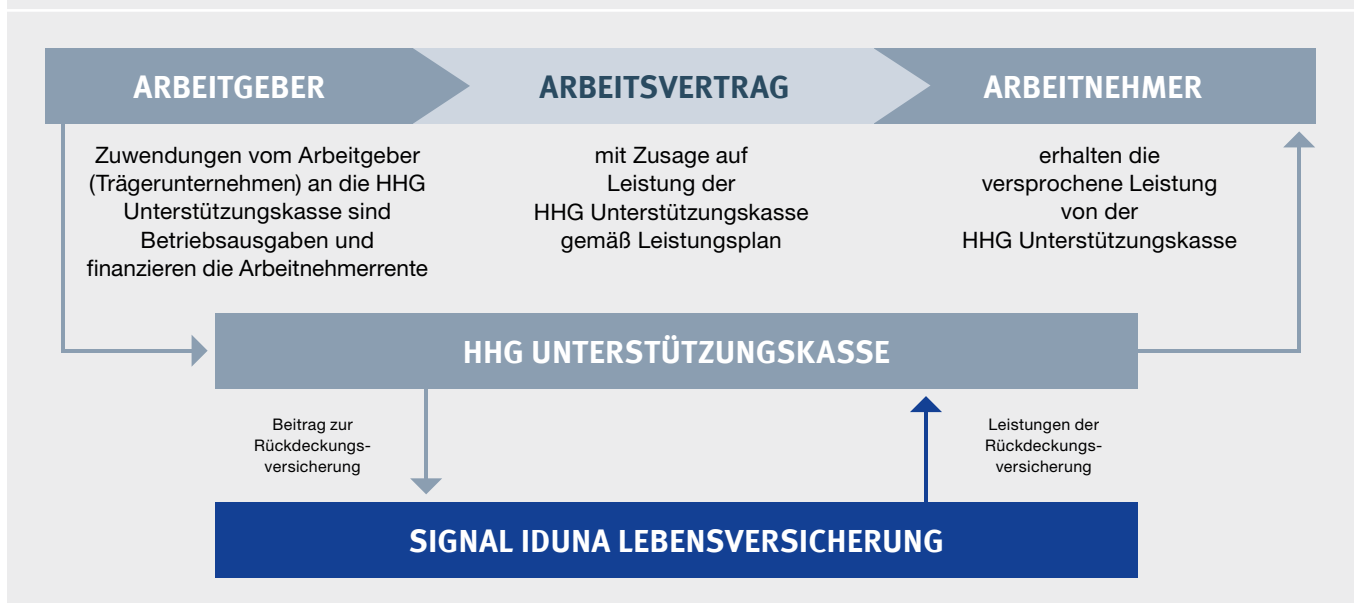 ARBEITGEBER
ARBEITSVERTRAG
ARBEITNEHMER
Zuwendungen vom Arbeitgeber
(Trägerunternehmen) an die HHG
Unterstützungskasse sind
Betriebsausgaben und
finanzieren die Arbeitnehmerrente
mit Zusage auf
Leistung der
HHG Unterstützungskasse
gemäß Leistungsplan
erhalten die
versprochene Leistung
von der
HHG Unterstützungskasse
HHG UNTERSTÜTZUNGSKASSE
Beitrag zur
Rückdeckungs-
versicherung
Leistungen der
Rückdeckungs-
versicherung
SIGNAL IDUNA LEBENSVERSICHERUNG